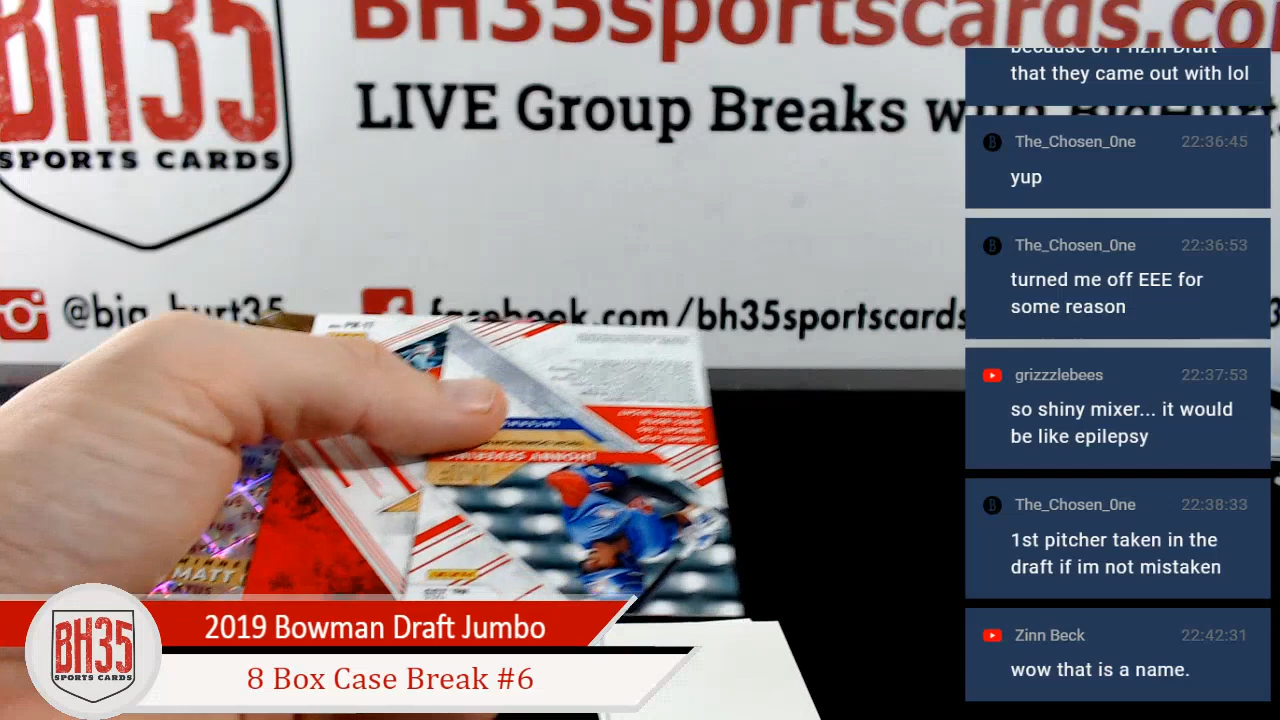 BH35
SPORTS CARDS
BH35sportscards.co
LIVE Group Breaks w
@big_hurt35
facebook.com/bh35sportscards
MATT
that they came out with lol
The_Chosen_0ne 22:36:45
yup
The_Chosen_0ne 22:36:53
turned me off EEE for
some reason
grizzzlebees 22:37:53
so shiny mixer... it would
be like epilepsy
The_Chosen_0ne 22:38:33
1st pitcher taken in the
draft if im not mistaken
Zinn Beck 22:42:31
wow that is a name.
BH35
SPORTS CARDS
2019 Bowman Draft Jumbo
8 Box Case Break #6